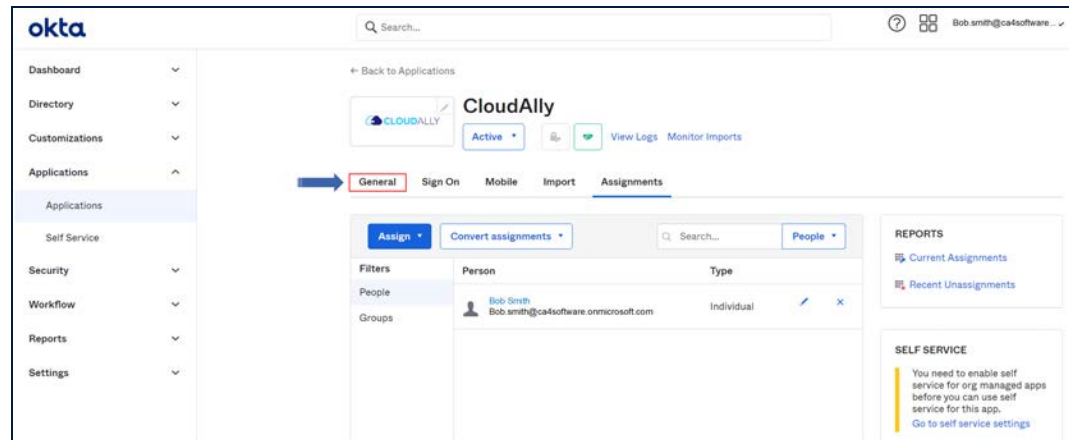 okta
Search...
Bob.smith@ca4software...
Dashboard
Directory
Customizations
Applications
Applications
Self Service
Security
Workflow
Reports
Settings
← Back to Applications
CLOUDALLY
CloudAlly
Active
View Logs Monitor Imports
General Sign On Mobile Import Assignments
Assign Convert assignments Search... People
Filters Person Type
People
Groups
Bob Smith
Bob.smith@ca4software.onmicrosoft.com
Individual
REPORTS
Current Assignments
Recent Unassignments
SELF SERVICE
You need to enable self
service for org managed apps
before you can use self
service for this app.
Go to self service settings